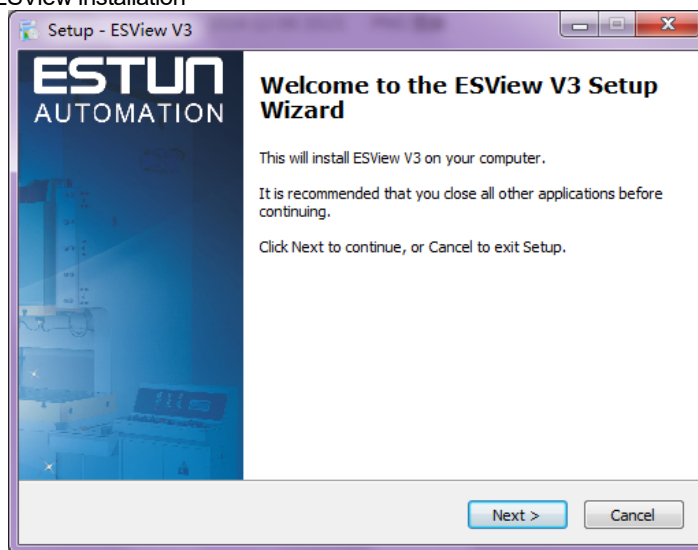 ESView installation
Setup - ESView V3
ESTUN
AUTOMATION
Welcome to the ESView V3 Setup
Wizard
This will install ESView V3 on your computer.
It is recommended that you close all other applications before
continuing.
Click Next to continue, or Cancel to exit Setup.
Next >
Cancel